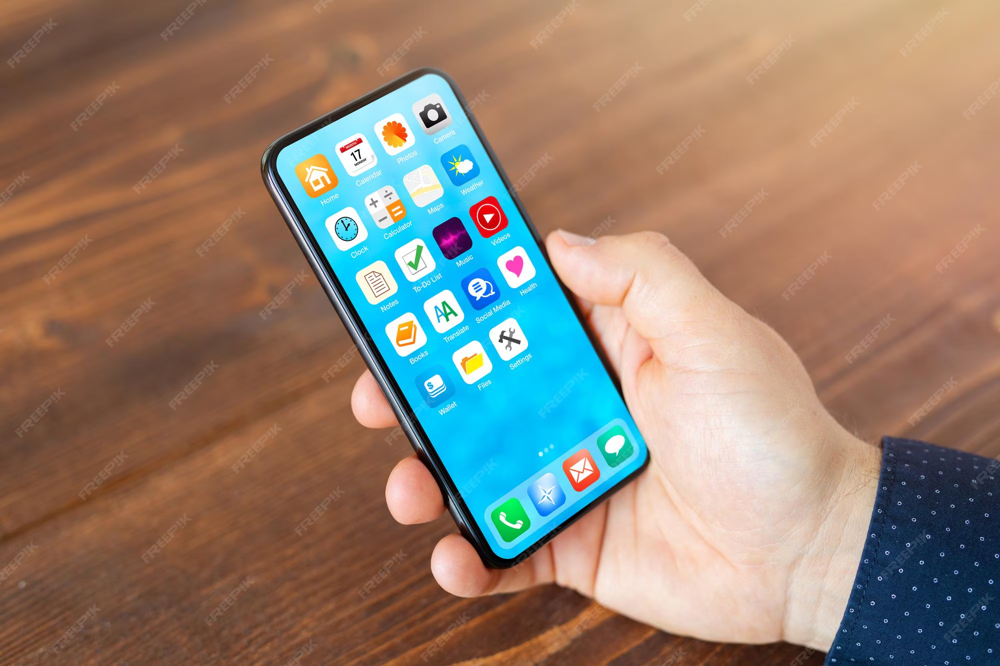 Home
MONTH
17
MONDAY
Calendar
Photos
Camera
Clock
Calculator
Maps
Weather
Notes
To-Do List
Music
Videos
Books
AA
Translate
Social Media
Health
$
Wallet
Files
Settings
FREEPIK